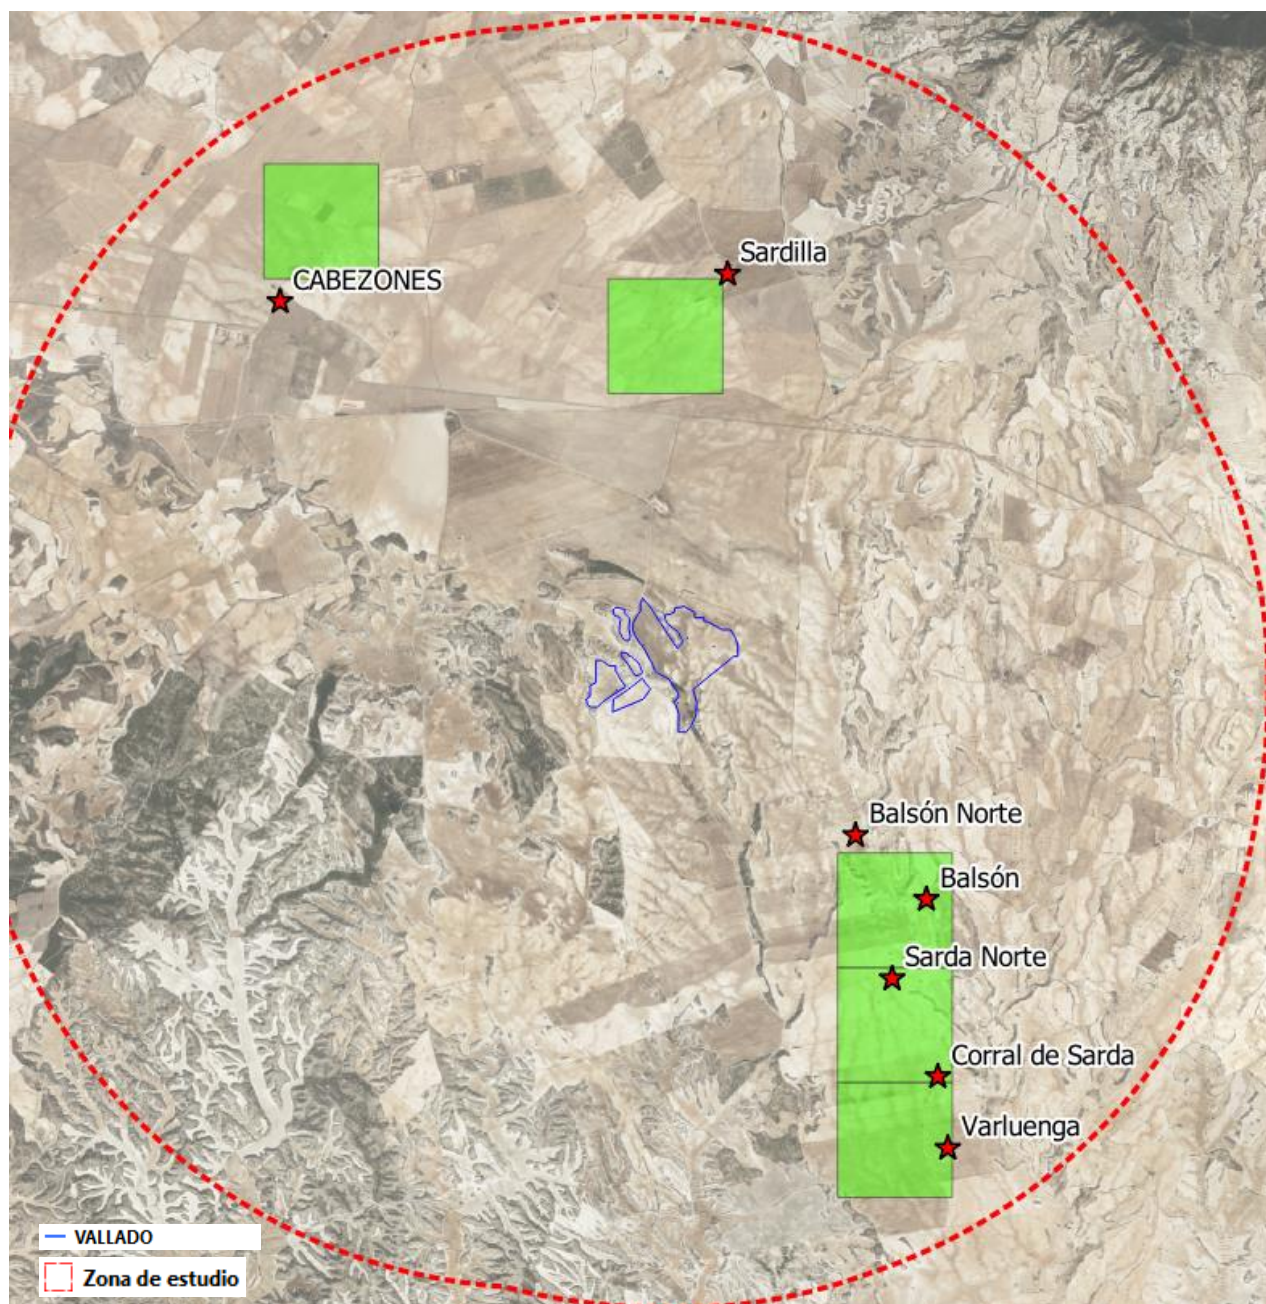 Sardilla
CABEZONES
Balsón Norte
Balsón
Sarda Norte
Corral de Sarda
Varluenga
VALLADO
Zona de estudio